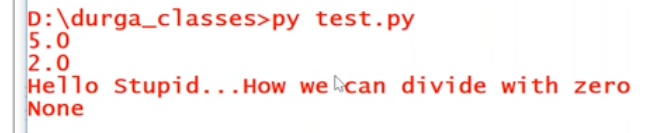 D:\durga_classes>py test.py
5.0
2.0
Hello Stupid...How we can divide with zero
None